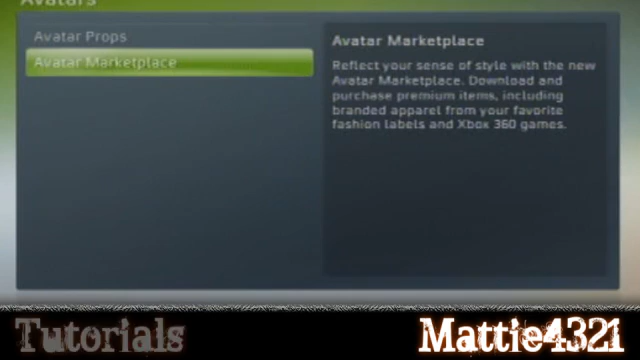 Avatars
Avatar Props
Avatar Marketplace
Avatar Marketplace
Reflect your sense of style with the new
Avatar Marketplace. Download and
purchase premium items, including
branded apparel from your favorite
fashion labels and Xbox 360 games.
Tutorials
Mattie4321